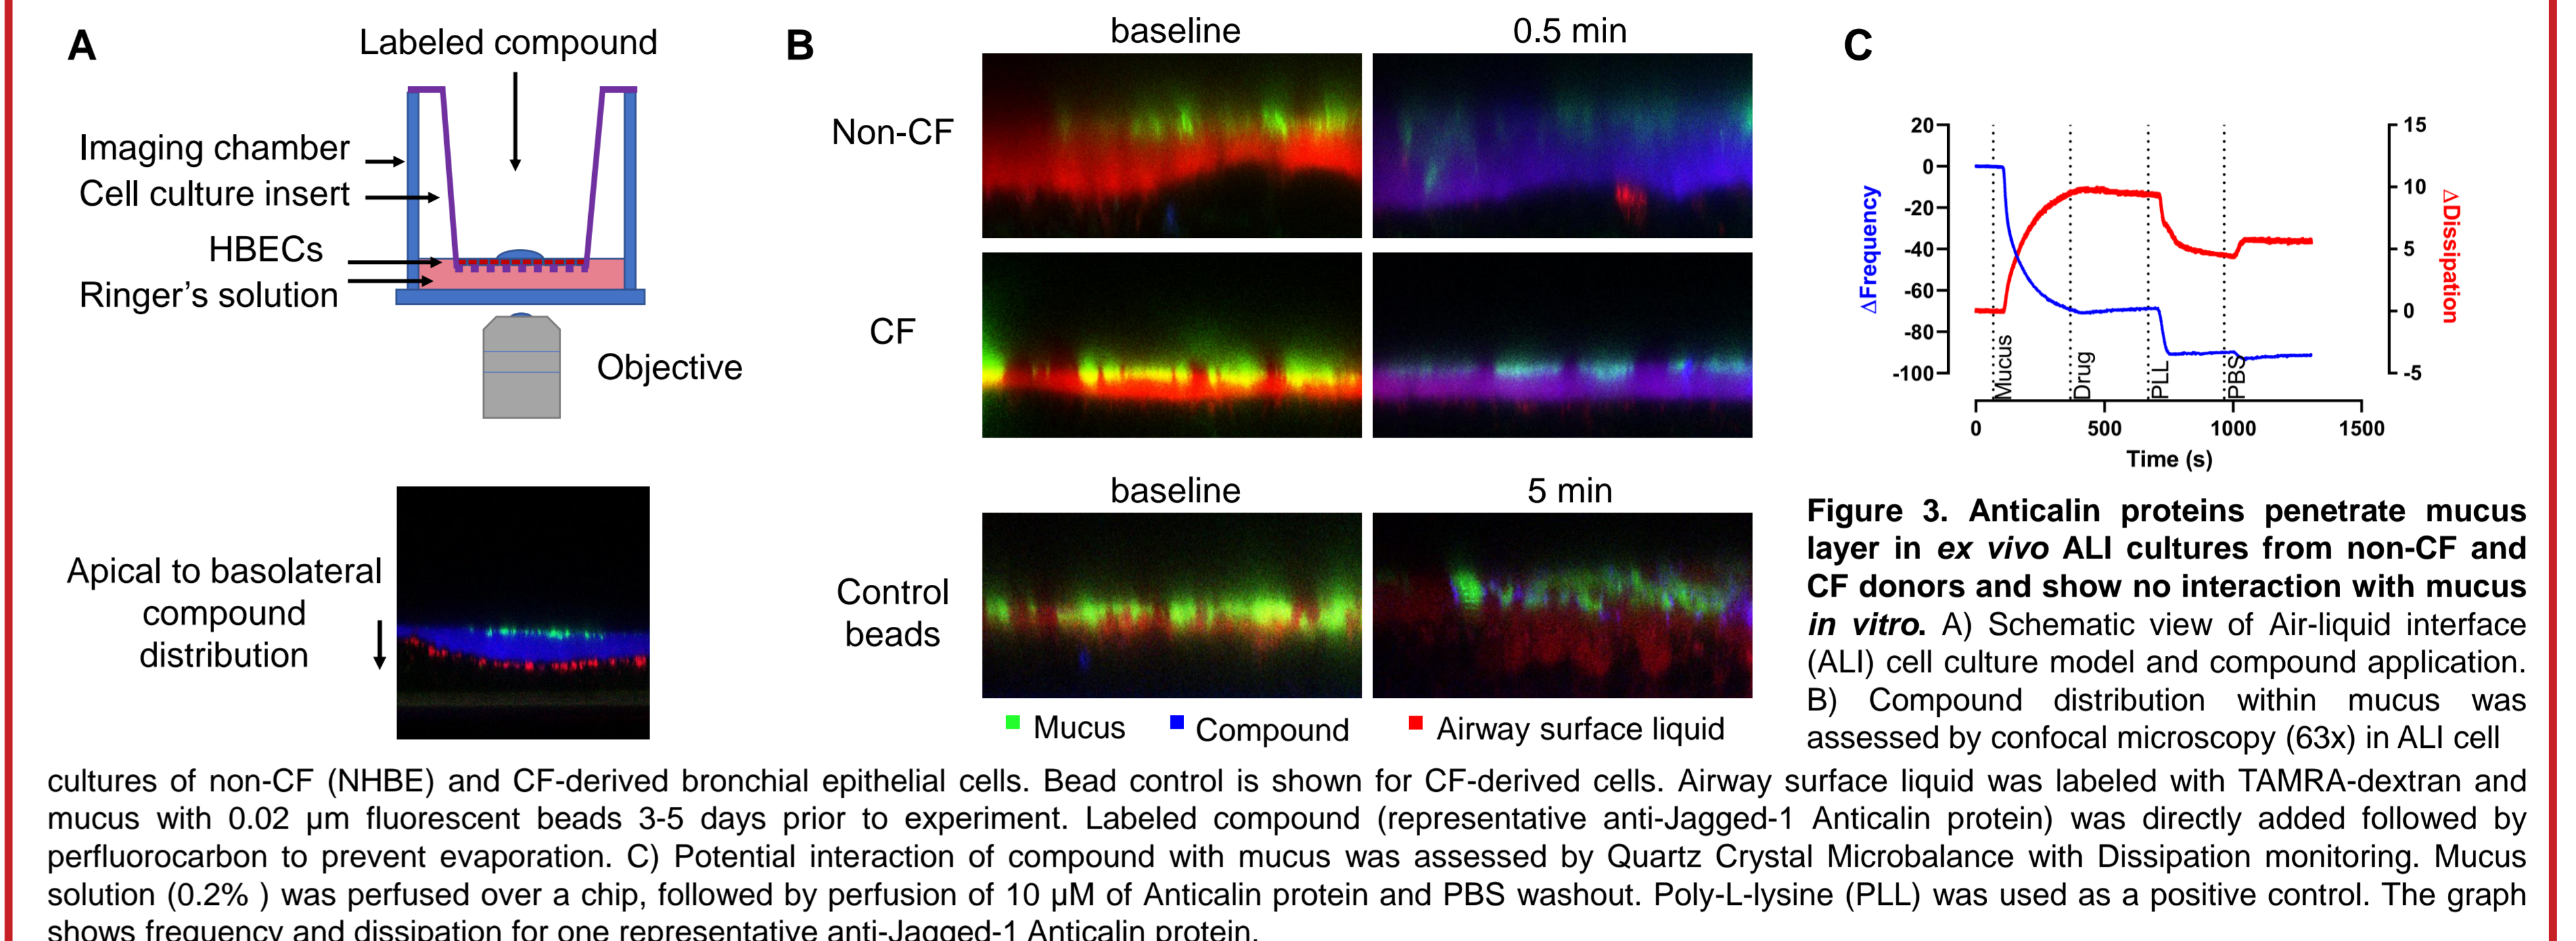 A
Labeled compound
Imaging chamber
Cell culture insert
HBECs
Ringer’s solution
Objective
Apical to basolateral
compound
distribution
B
baseline
0.5 min
Non-CF
CF
baseline
5 min
Control
beads
Mucus
Compound
Airway surface liquid
C
20
0
-20
-40
-60
-80
-100
ΔFrequency
15
10
5
0
-5
ΔDissipation
Mucus
Drug
PLL
PBS
0
500
1000
1500
Time (s)
Figure 3. Anticalin proteins penetrate mucus
layer in ex vivo ALI cultures from non-CF and
CF donors and show no interaction with mucus
in vitro. A) Schematic view of Air-liquid interface
(ALI) cell culture model and compound application.
B) Compound distribution within mucus was
assessed by confocal microscopy (63x) in ALI cell
cultures of non-CF (NHBE) and CF-derived bronchial epithelial cells. Bead control is shown for CF-derived cells. Airway surface liquid was labeled with TAMRA-dextran and
mucus with 0.02 μm fluorescent beads 3-5 days prior to experiment. Labeled compound (representative anti-Jagged-1 Anticalin protein) was directly added followed by
perfluorocarbon to prevent evaporation. C) Potential interaction of compound with mucus was assessed by Quartz Crystal Microbalance with Dissipation monitoring. Mucus
solution (0.2% ) was perfused over a chip, followed by perfusion of 10 μM of Anticalin protein and PBS washout. Poly-L-lysine (PLL) was used as a positive control. The graph
shows frequency and dissipation for one representative anti-Jagged-1 Anticalin protein.